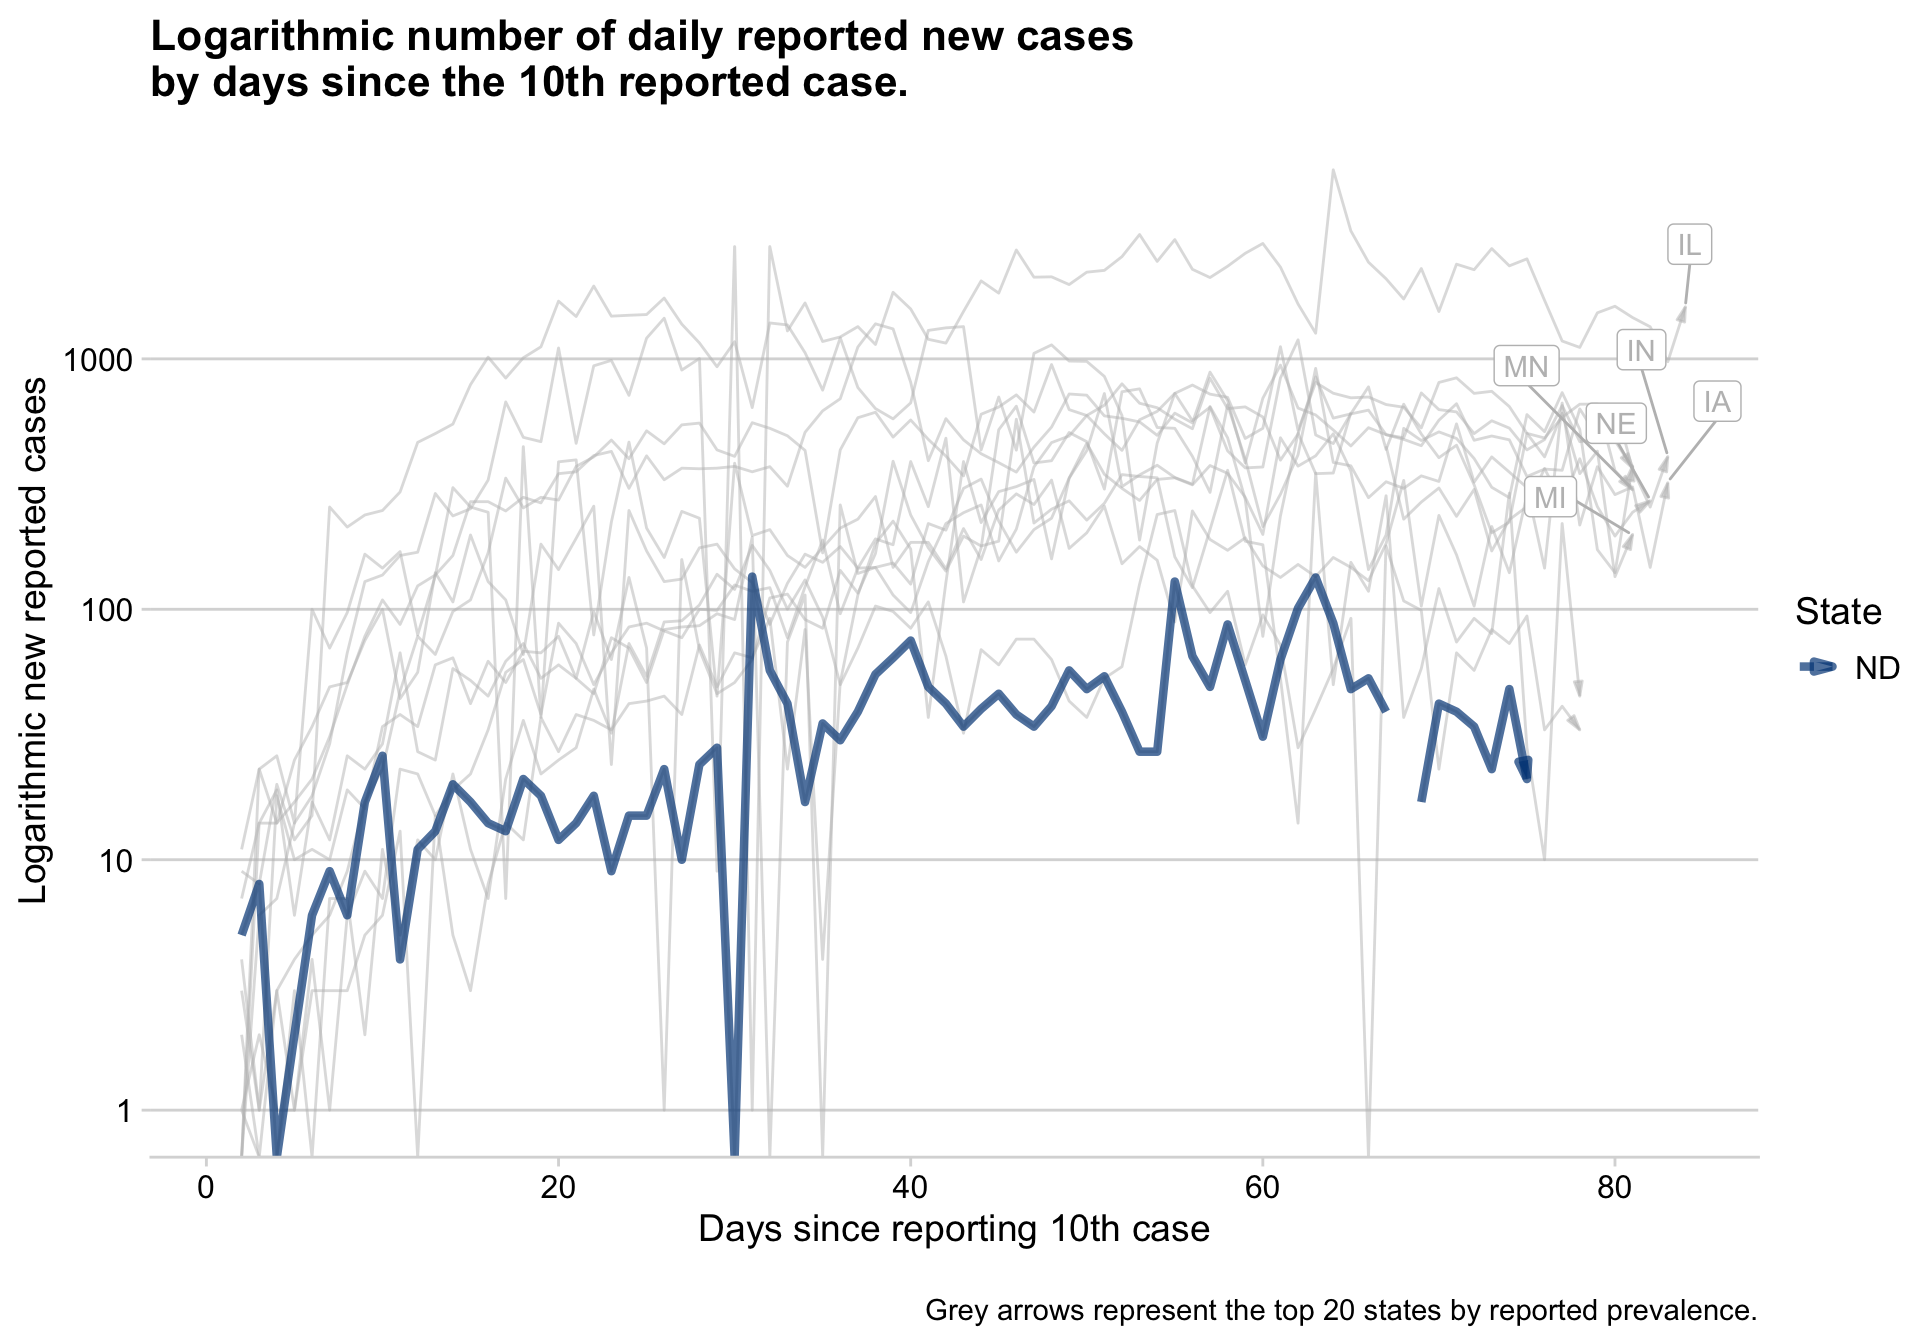 Logarithmic number of daily reported new cases
by days since the 10th reported case.
Logarithmic new reported cases
1000
100
10
1
IL
IN
MN
IA
NE
MI
State
ND
0 20 40 60 80
Days since reporting 10th case
Grey arrows represent the top 20 states by reported prevalence.